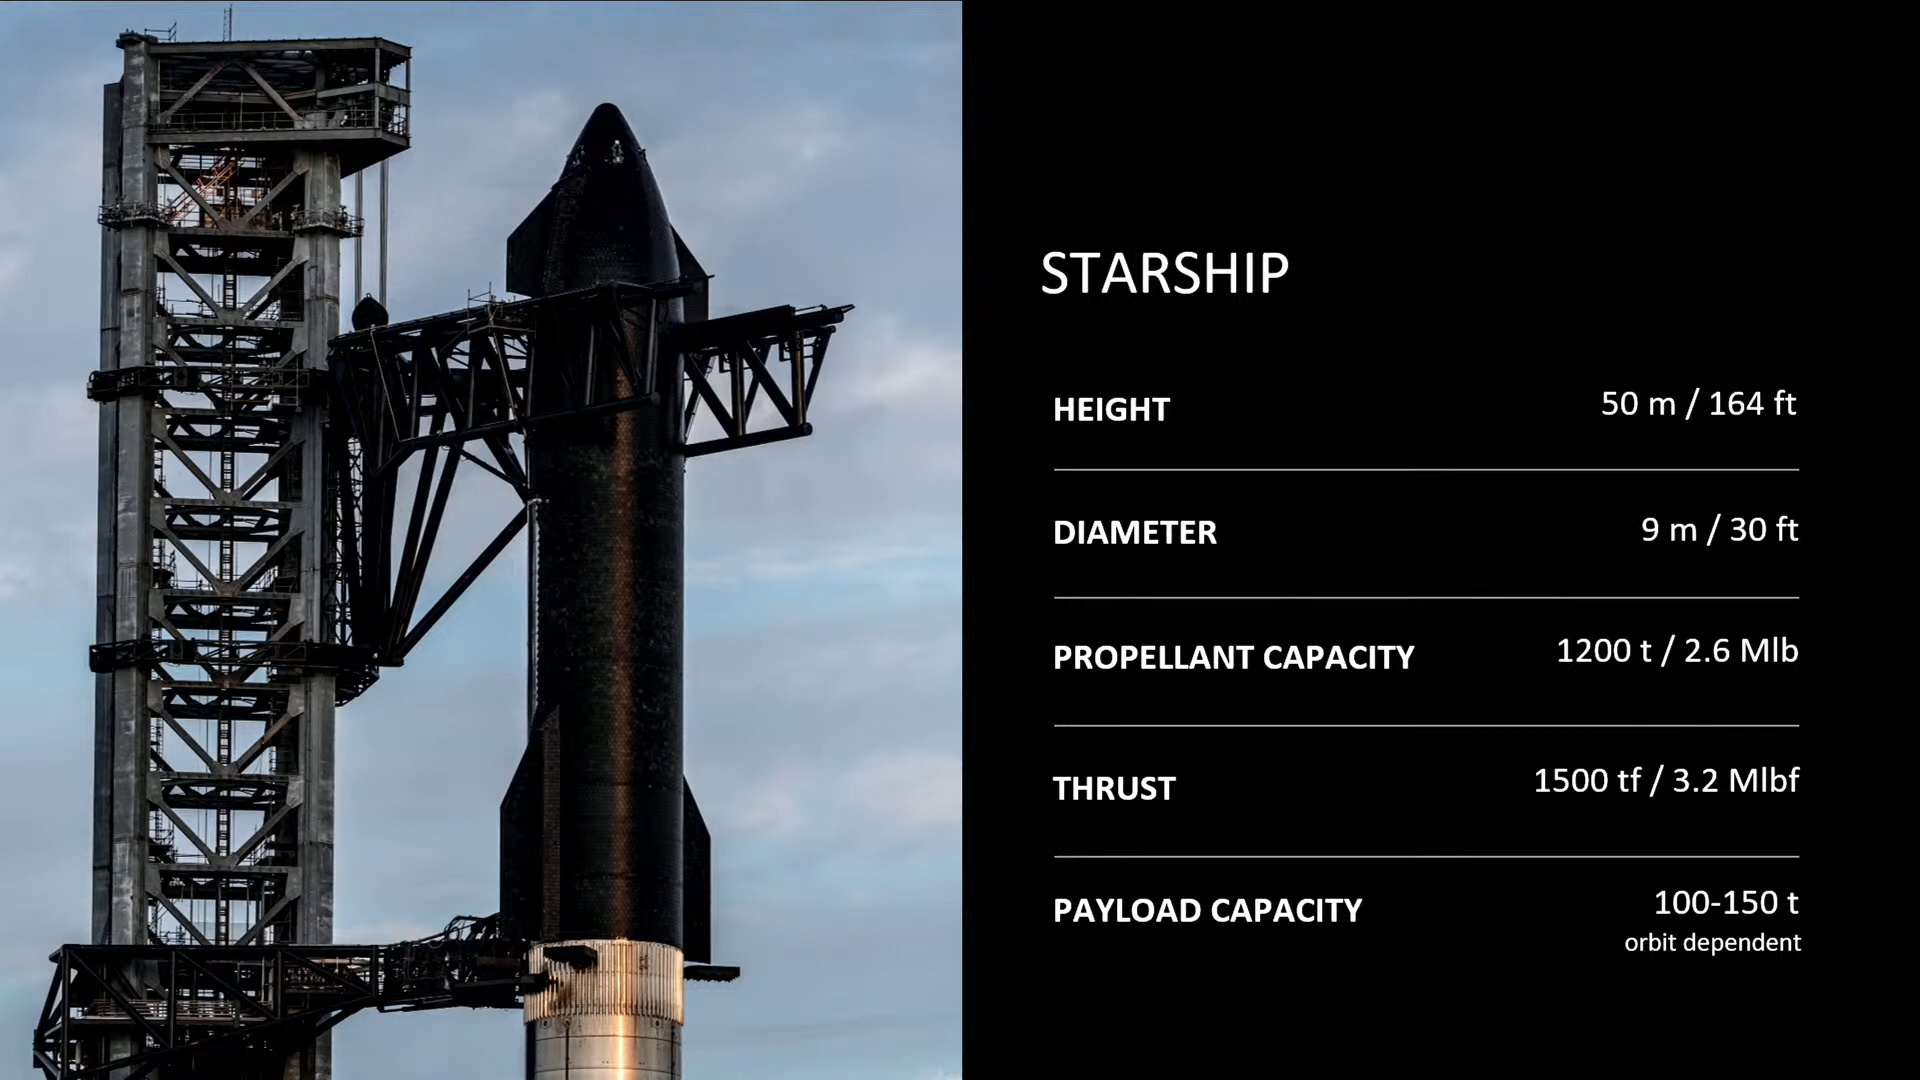 STARSHIP
HEIGHT 50 m / 164 ft
DIAMETER 9 m / 30 ft
PROPELLANT CAPACITY 1200 t / 2.6 Mlb
THRUST 1500 tf / 3.2 Mlbf
PAYLOAD CAPACITY 100-150 t
orbit dependent